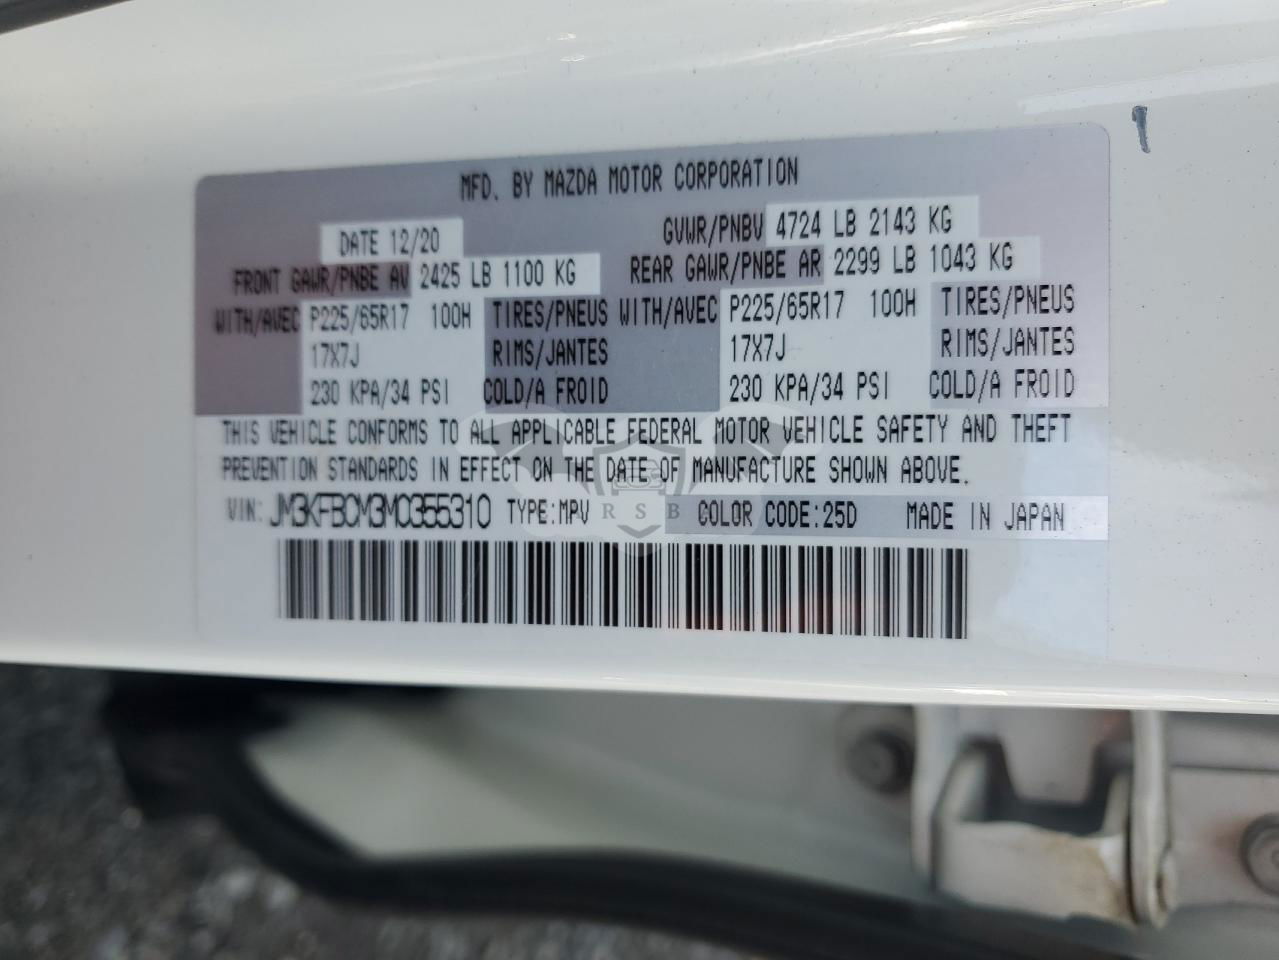 MFD. BY MAZDA MOTOR CORPORATION
DATE 12/20 GVWR/PNBV 4724 LB 2143 KG
FRONT GAWR/PNBE AV 2425 LB 1100 KG REAR GAWR/PNBE AR 2299 LB 1043 KG
WITH/AVEC P225/65R17 100H TIRES/PNEUS WITH/AVEC P225/65R17 100H TIRES/PNEUS
17X7J RIMS/JANTES 17X7J RIMS/JANTES
230 KPA/34 PSI COLD/A FROID 230 KPA/34 PSI COLD/A FROID
THIS VEHICLE CONFORMS TO ALL APPLICABLE FEDERAL MOTOR VEHICLE SAFETY AND THEFT
PREVENTION STANDARDS IN EFFECT ON THE DATE OF MANUFACTURE SHOWN ABOVE.
VIN: JM3KFBCM3M0355310 TYPE:MPV COLOR CODE:25D MADE IN JAPAN
RSB